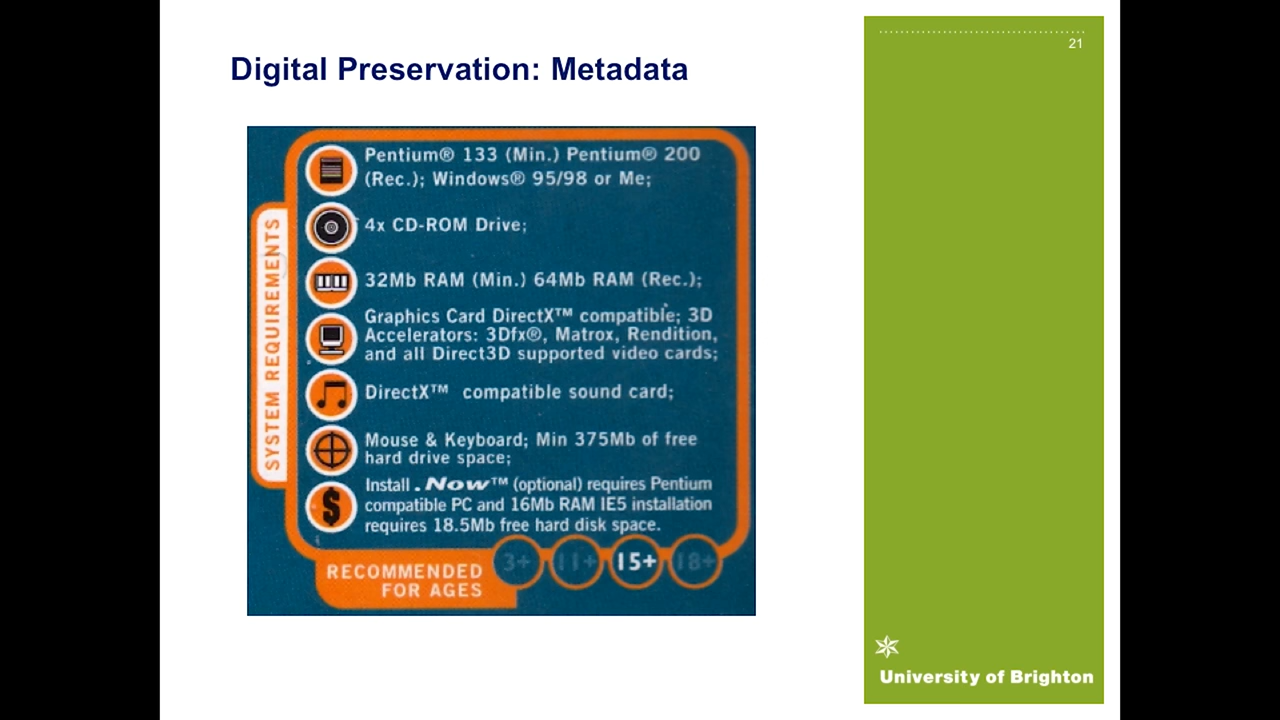 21
Digital Preservation: Metadata
SYSTEM REQUIREMENTS
Pentium® 133 (Min.) Pentium® 200
(Rec.); Windows® 95/98 or Me;
4x CD-ROM Drive;
32Mb RAM (Min.) 64Mb RAM (Rec.);
Graphics Card DirectX™ compatible; 3D
Accelerators: 3Dfx®, Matrox, Rendition,
and all Direct3D supported video cards;
DirectX™ compatible sound card;
Mouse & Keyboard; Min 375Mb of free
hard drive space;
Install .Now™ (optional) requires Pentium
compatible PC and 16Mb RAM IE5 installation
requires 18.5Mb free hard disk space.
RECOMMENDED
FOR AGES
3+ 11+ 15+ 18+
University of Brighton